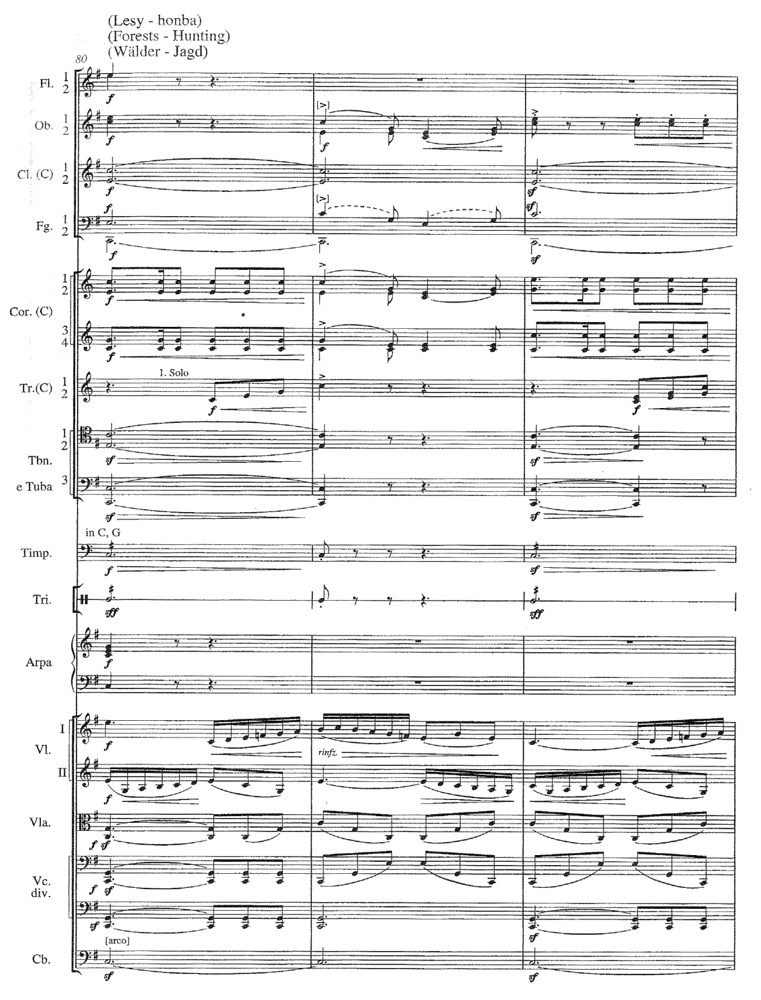 (Lesy - honba)
(Forests - Hunting)
(Wälder - Jagd)
80
Fl. 1 2
f
[>]
Ob. 1 2
f
f
Cl. (C) 1 2
f
sf
f
[>]
sf
Fg. 1 2
f
sf
Cor. (C) 1 2
f
3 4
f
1. Solo
Tr.(C) 1 2
f
f
Tbn. 1 2
sf
sf
e Tuba 3
sf
sf
in C, G
Timp.
f
sf
Tri.
sff
sff
Arpa
f
Vl. I
f
rinfz.
II
f
Vla.
f sf
Vc. div.
f sf
sf
sf
[arco]
Cb.
sf
sf